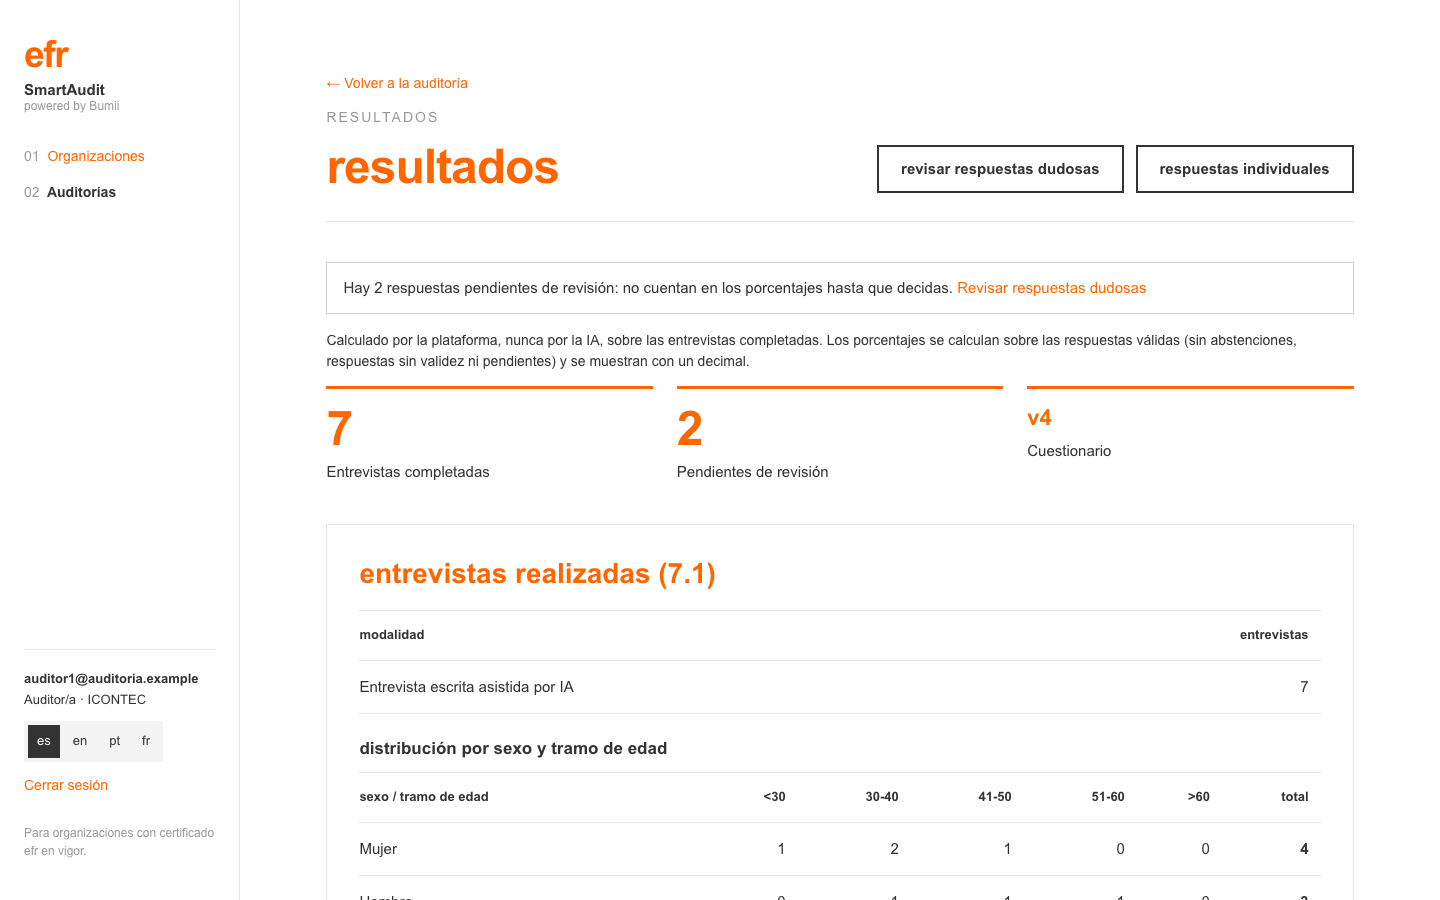 efr
SmartAudit
powered by Bumii
01 Organizaciones
02 Auditorías
auditor1@auditoria.example
Auditor/a · ICONTEC
es en pt fr
Cerrar sesión
Para organizaciones con certificado
efr en vigor.
← Volver a la auditoría
RESULTADOS
resultados
revisar respuestas dudosas
respuestas individuales
Hay 2 respuestas pendientes de revisión: no cuentan en los porcentajes hasta que decidas. Revisar respuestas dudosas
Calculado por la plataforma, nunca por la IA, sobre las entrevistas completadas. Los porcentajes se calculan sobre las respuestas válidas (sin abstenciones,
respuestas sin validez ni pendientes) y se muestran con un decimal.
7
Entrevistas completadas
2
Pendientes de revisión
v4
Cuestionario
entrevistas realizadas (7.1)
modalidad entrevistas
Entrevista escrita asistida por IA 7
distribución por sexo y tramo de edad
sexo / tramo de edad <30 30-40 41-50 51-60 >60 total
Mujer 1 2 1 0 0 4